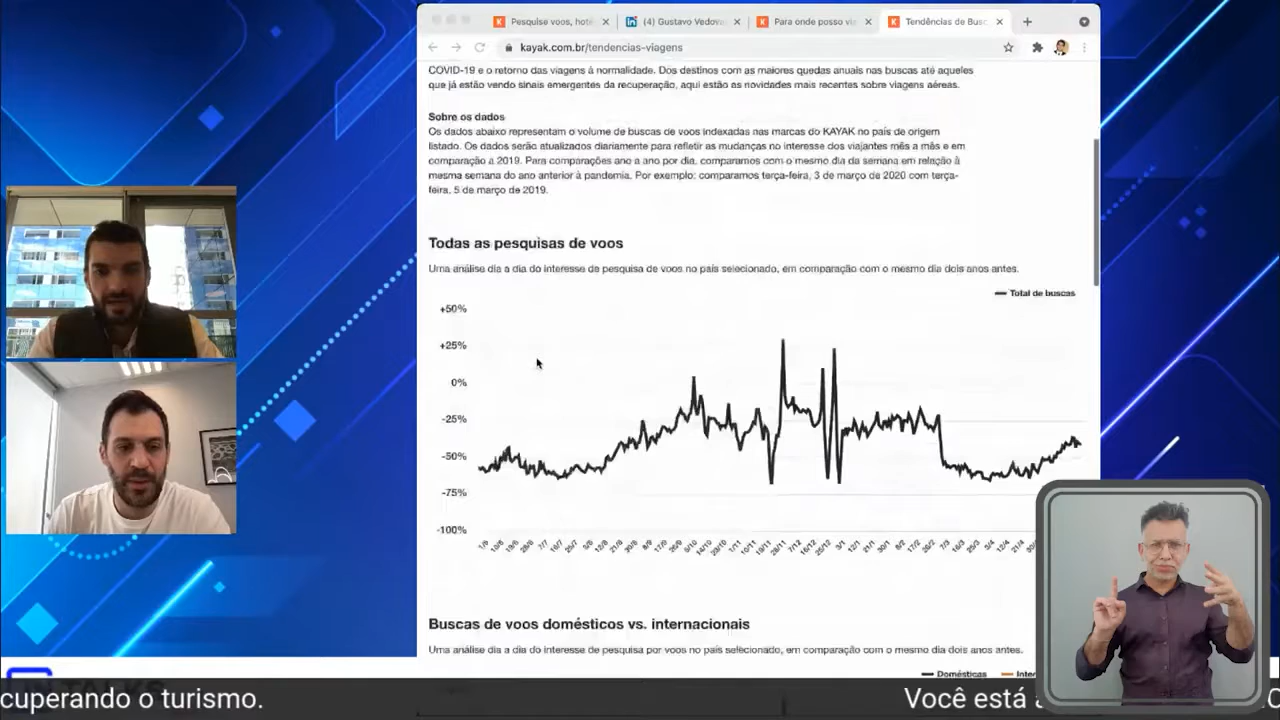 Pesquise voos, hoté
(4) Gustavo Vedova
Para onde posso via
Tendências de Busc
kayak.com.br/tendencias-viagens
COVID-19 e o retorno das viagens à normalidade. Dos destinos com as maiores quedas anuais nas buscas até aqueles
que já estão vendo sinais emergentes da recuperação, aqui estão as novidades mais recentes sobre viagens aéreas.
Sobre os dados
Os dados abaixo representam o volume de buscas de voos indexadas nas marcas do KAYAK no país de origem
listado. Os dados serão atualizados diariamente para refletir as mudanças no interesse dos viajantes mês a mês e em
comparação a 2019. Para comparações ano a ano por dia, comparamos com o mesmo dia da semana em relação à
mesma semana do ano anterior à pandemia. Por exemplo: comparamos terça-feira, 3 de março de 2020 com terça-
feira, 5 de março de 2019.
Todas as pesquisas de voos
Uma análise dia a dia do interesse de pesquisa de voos no país selecionado, em comparação com o mesmo dia dois anos antes.
Total de buscas
+50%
+25%
0%
-25%
-50%
-75%
-100%
Buscas de voos domésticos vs. internacionais
Uma análise dia a dia do interesse de pesquisa por voos no país selecionado, em comparação com o mesmo dia dois anos antes.
Domésticas
Inte
cuperando o turismo.
Você está a